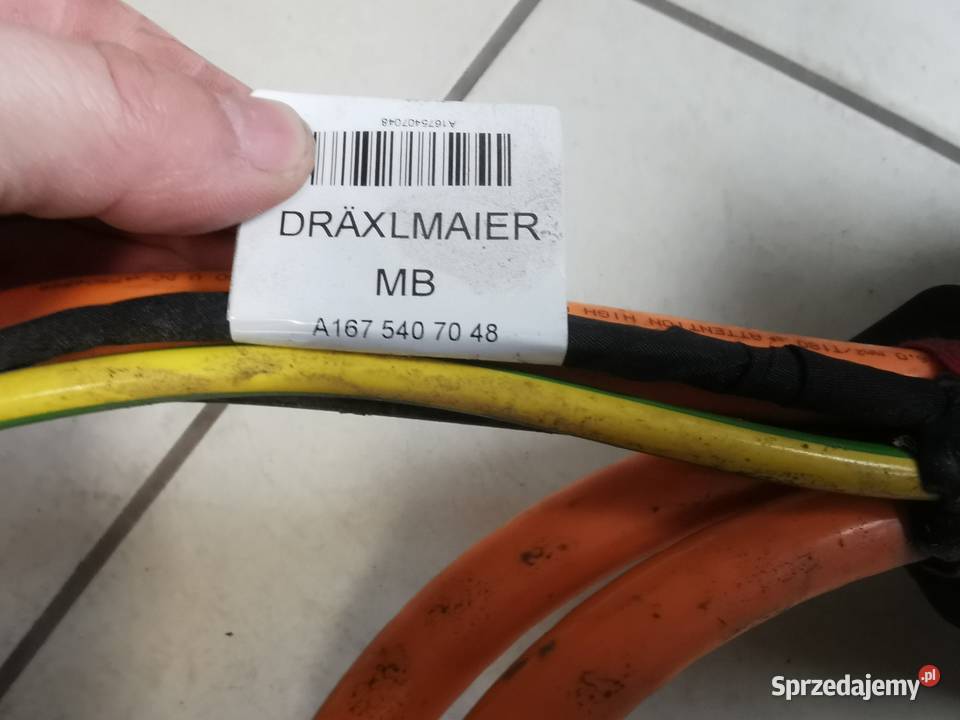 A1675407048
DRÄXLMAIER
MB
A167 540 70 48
ATTENTION HIGH
Sprzedajemy.pl